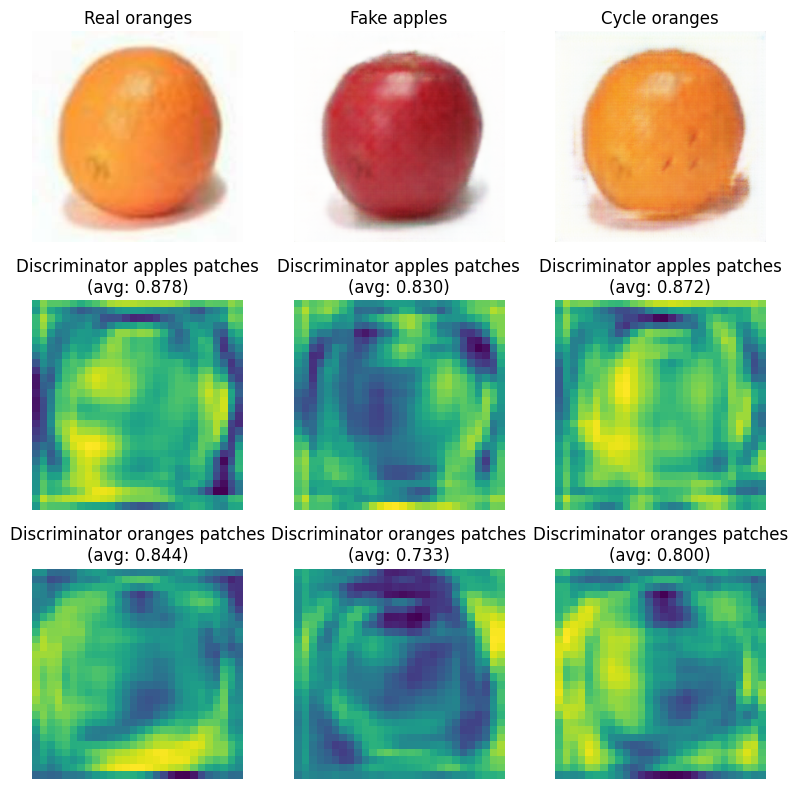 Real oranges
Fake apples
Cycle oranges
Discriminator apples patches
(avg: 0.878)
Discriminator apples patches
(avg: 0.830)
Discriminator apples patches
(avg: 0.872)
Discriminator oranges patches
(avg: 0.844)
Discriminator oranges patches
(avg: 0.733)
Discriminator oranges patches
(avg: 0.800)